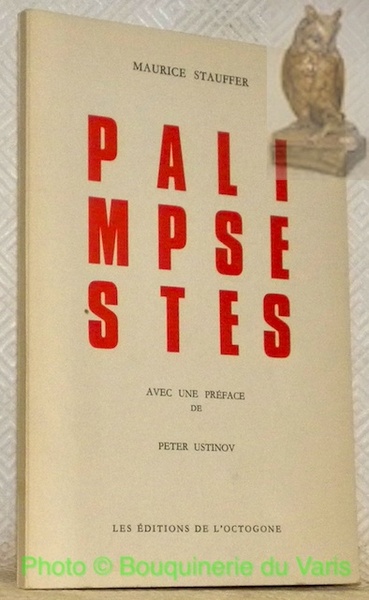 MAURICE STAUFFER
PALI
MPSE
STES
AVEC UNE PRÉFACE
DE
PETER USTINOV
LES ÉDITIONS DE L'OCTOGONE
Photo © Bouquinerie du Varis